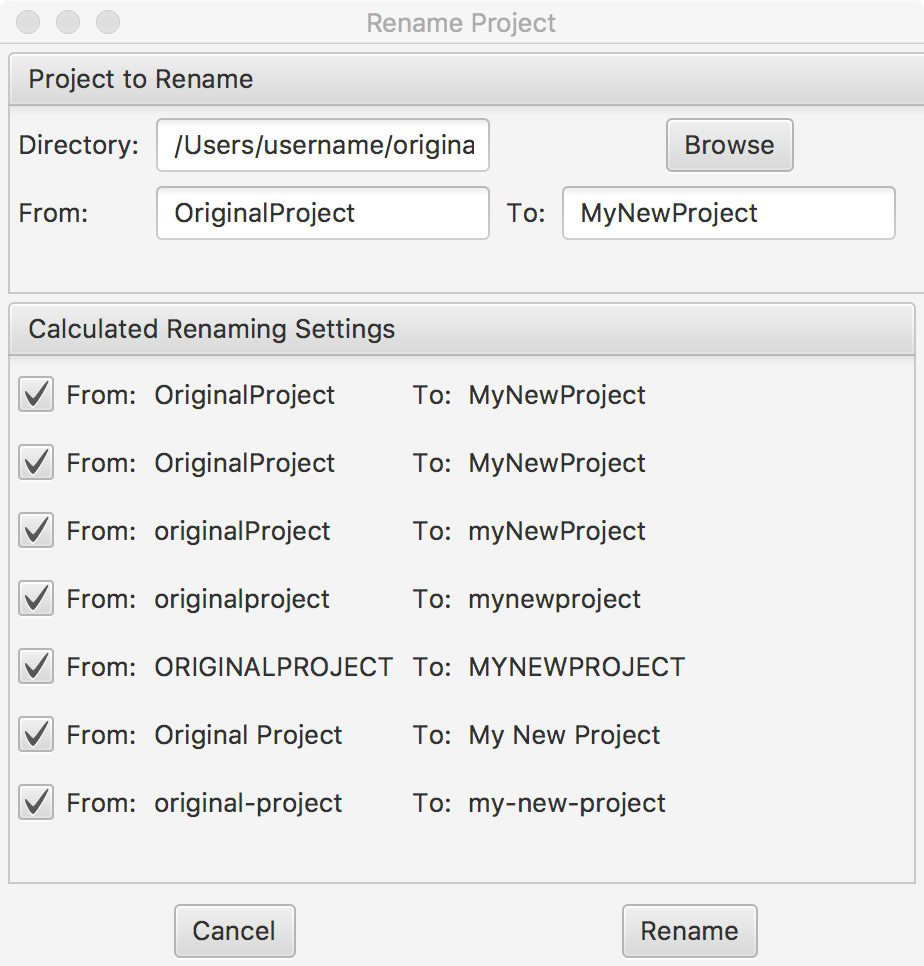 Rename Project
Project to Rename
Directory: /Users/username/origina Browse
From: OriginalProject To: MyNewProject
Calculated Renaming Settings
From: OriginalProject To: MyNewProject
From: OriginalProject To: MyNewProject
From: originalProject To: myNewProject
From: originalproject To: mynewproject
From: ORIGINALPROJECT To: MYNEWPROJECT
From: Original Project To: My New Project
From: original-project To: my-new-project
Cancel Rename